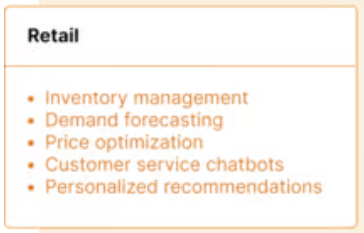 Retail
• Inventory management
• Demand forecasting
• Price optimization
• Customer service chatbots
• Personalized recommendations